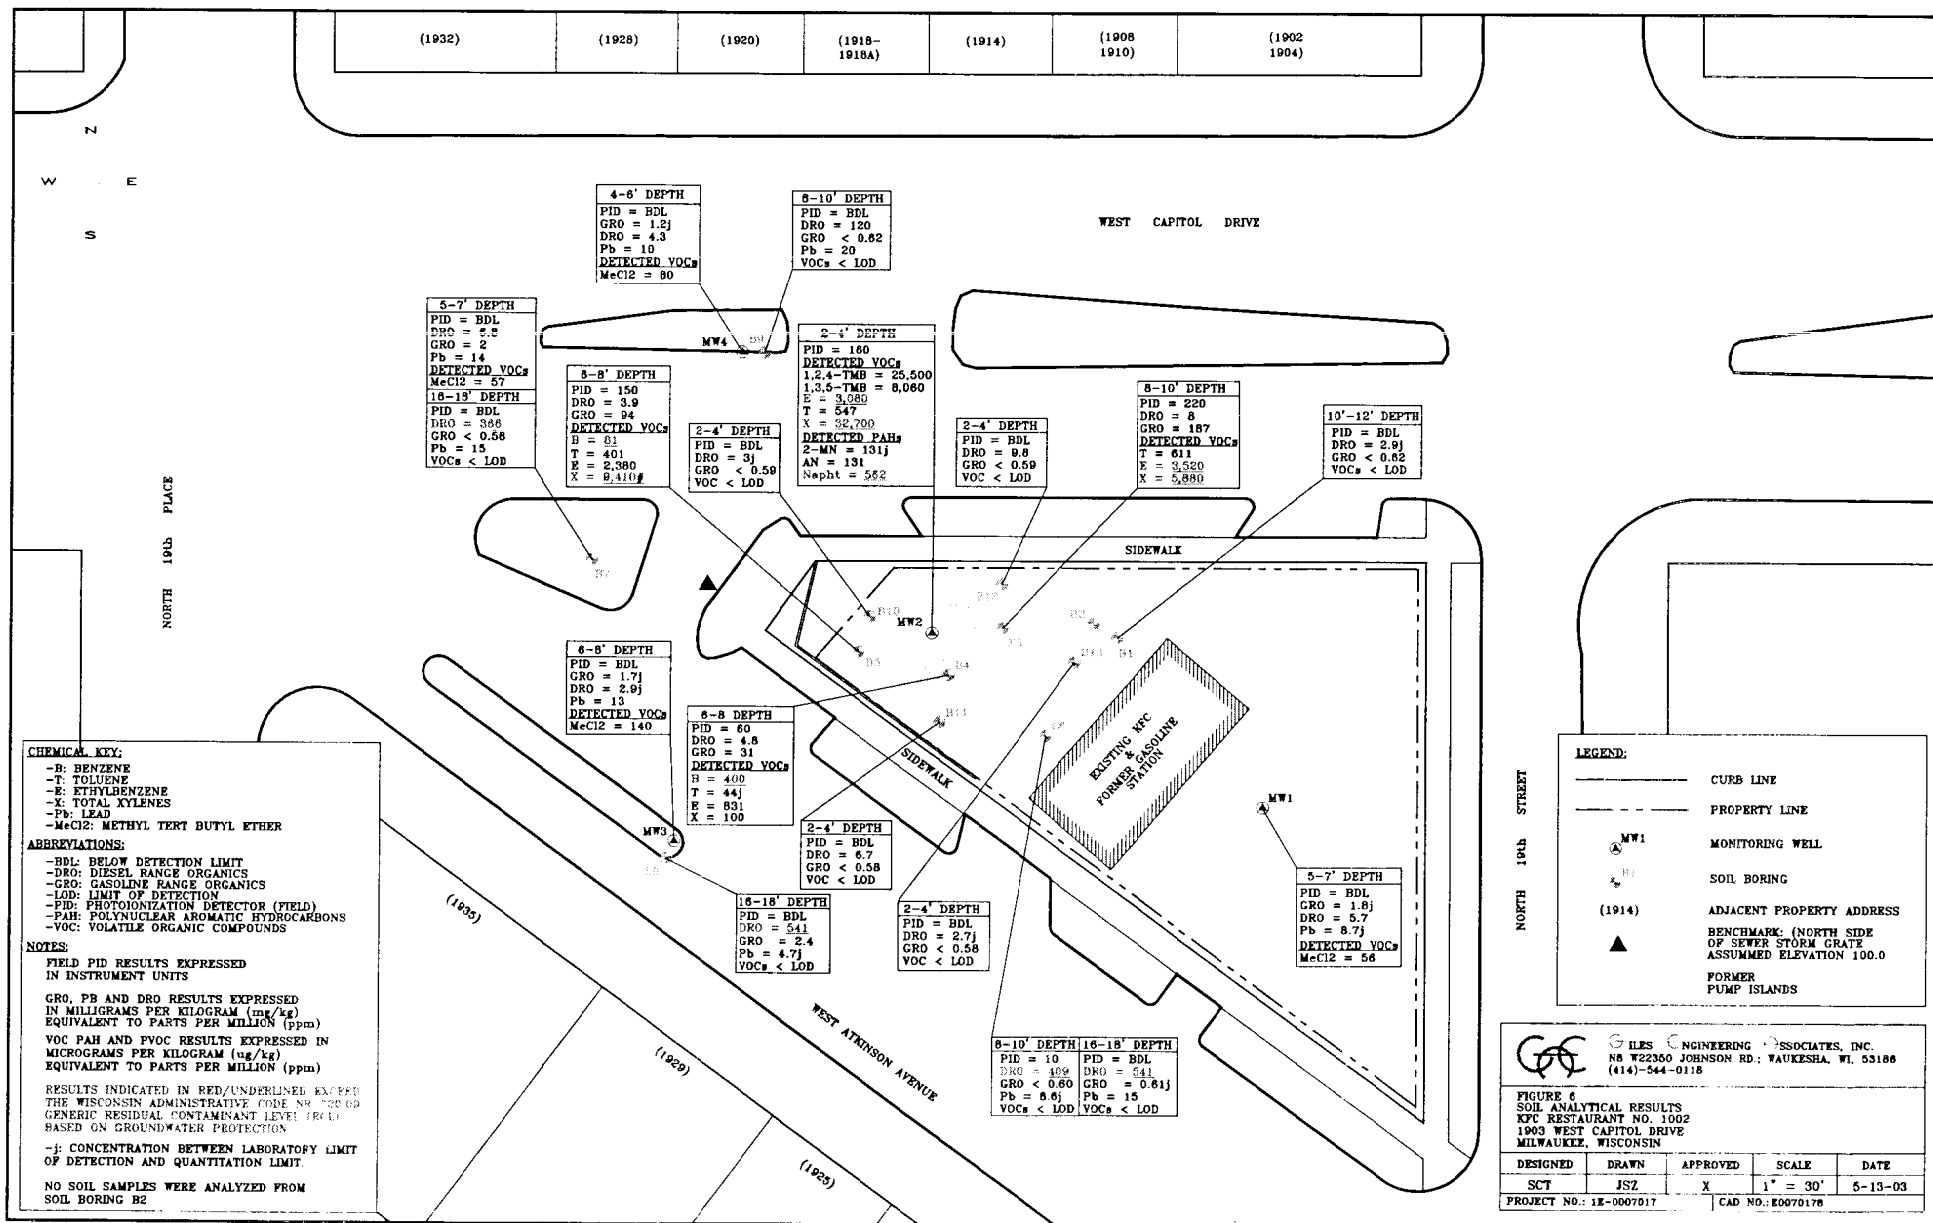 (1932)
(1928)
(1920)
(1918-
1918A)
(1914)
(1908
1910)
(1902
1904)
N
W E
S
WEST CAPITOL DRIVE
4-6' DEPTH
PID = BDL
GRO = 1.2j
DRO = 4.3
Pb = 10
DETECTED VOCs
MeCl2 = 80
8-10' DEPTH
PID = BDL
DRO = 120
GRO < 0.62
Pb = 20
VOCs < LOD
5-7' DEPTH
PID = BDL
GRO = 2
Pb = 14
DETECTED VOCs
MeCl2 = 57
16-18' DEPTH
PID = BDL
DRO = 366
GRO < 0.56
Pb = 15
VOCs < LOD
MW4
B9
6-8' DEPTH
PID = 150
DRO = 3.9
GRO = 94
DETECTED VOCs
B = 81
T = 401
E = 2,380
X = 9,410#
2-4' DEPTH
PID = BDL
DRO = 3j
GRO < 0.59
VOC < LOD
2-4' DEPTH
PID = 160
DETECTED VOCs
1,2,4-TMB = 25,500
1,3,5-TMB = 8,060
E = 3,080
T = 547
X = 32,700
DETECTED PAHs
2-MN = 131j
AN = 131
Napht = 562
2-4' DEPTH
PID = BDL
DRO = 9.8
GRO < 0.59
VOC < LOD
8-10' DEPTH
PID = 220
DRO = 8
GRO = 187
DETECTED VOCs
T = 611
E = 3,520
X = 5,880
10'-12' DEPTH
PID = BDL
DRO = 2.9j
GRO < 0.62
VOCs < LOD
NORTH 19th PLACE
B7
SIDEWALK
B10
MW2
B5
B4
B2
B1
B13
B11
6-8' DEPTH
PID = BDL
GRO = 1.7j
DRO = 2.9j
Pb = 13
DETECTED VOCs
MeCl2 = 140
6-8 DEPTH
PID = 60
DRO = 4.8
GRO = 31
DETECTED VOCs
B = 400
T = 44j
E = 831
X = 100
SIDEWALK
EXISTING KFC
&
FORMER GASOLINE
STATION
MW1
MW3
2-4' DEPTH
PID = BDL
DRO = 6.7
GRO < 0.58
VOC < LOD
16-18' DEPTH
PID = BDL
DRO = 541
GRO = 2.4
Pb = 4.7j
VOCs < LOD
2-4' DEPTH
PID = BDL
DRO = 2.7j
GRO < 0.58
VOC < LOD
5-7' DEPTH
PID = BDL
GRO = 1.8j
DRO = 5.7
Pb = 8.7j
DETECTED VOCs
MeCl2 = 56
8-10' DEPTH
PID = 10
DRO = 409
GRO < 0.60
Pb = 8.6j
VOCs < LOD
16-18' DEPTH
PID = BDL
DRO = 541
GRO = 0.61j
Pb = 15
VOCs < LOD
WEST ATKINSON AVENUE
(1935)
(1929)
(1925)
NORTH 19th STREET
CHEMICAL KEY:
-B: BENZENE
-T: TOLUENE
-E: ETHYLBENZENE
-X: TOTAL XYLENES
-Pb: LEAD
-MeCl2: METHYL TERT BUTYL ETHER
ABBREVIATIONS:
-BDL: BELOW DETECTION LIMIT
-DRO: DIESEL RANGE ORGANICS
-GRO: GASOLINE RANGE ORGANICS
-LOD: LIMIT OF DETECTION
-PID: PHOTOIONIZATION DETECTOR (FIELD)
-PAH: POLYNUCLEAR AROMATIC HYDROCARBONS
-VOC: VOLATILE ORGANIC COMPOUNDS
NOTES:
FIELD PID RESULTS EXPRESSED
IN INSTRUMENT UNITS
GRO, PB AND DRO RESULTS EXPRESSED
IN MILLIGRAMS PER KILOGRAM (mg/kg)
EQUIVALENT TO PARTS PER MILLION (ppm)
VOC PAH AND PVOC RESULTS EXPRESSED IN
MICROGRAMS PER KILOGRAM (ug/kg)
EQUIVALENT TO PARTS PER MILLION (ppm)
RESULTS INDICATED IN RED/UNDERLINED EXCEED
THE WISCONSIN ADMINISTRATIVE CODE NR 720.09
GENERIC RESIDUAL CONTAMINANT LEVEL (RCL)
BASED ON GROUNDWATER PROTECTION
-j: CONCENTRATION BETWEEN LABORATORY LIMIT
OF DETECTION AND QUANTITATION LIMIT.
NO SOIL SAMPLES WERE ANALYZED FROM
SOIL BORING B2
LEGEND:
CURB LINE
PROPERTY LINE
MW1 MONITORING WELL
B1 SOIL BORING
(1914) ADJACENT PROPERTY ADDRESS
BENCHMARK: (NORTH SIDE
OF SEWER STORM GRATE
ASSUMMED ELEVATION 100.0
FORMER
PUMP ISLANDS
GILES ENGINEERING ASSOCIATES, INC.
N8 W22350 JOHNSON RD.; WAUKESHA, WI, 53186
(414)-544-0118
FIGURE 6
SOIL ANALYTICAL RESULTS
KFC RESTAURANT NO. 1002
1903 WEST CAPITOL DRIVE
MILWAUKEE, WISCONSIN
DESIGNED DRAWN APPROVED SCALE DATE
SCT JSZ X 1" = 30' 5-13-03
PROJECT NO.: 1E-0007017 CAD NO.: E0070178